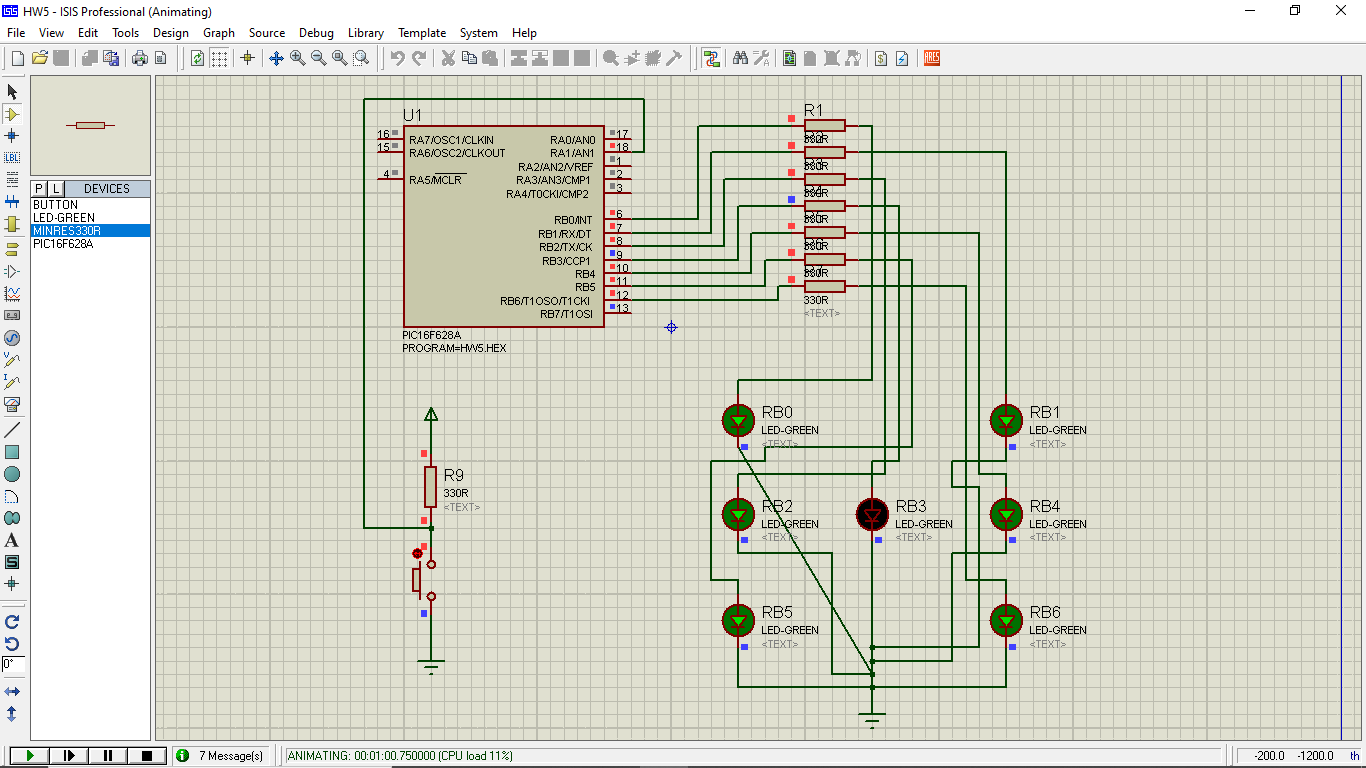 HW5 - ISIS Professional (Animating)
File View Edit Tools Design Graph Source Debug Library Template System Help
P L DEVICES
BUTTON
LED-GREEN
MINRES330R
PIC16F628A
U1
16 RA7/OSC1/CLKIN RA0/AN0 17
15 RA6/OSC2/CLKOUT RA1/AN1 18
RA2/AN2/VREF 1
4 RA5/MCLR RA3/AN3/CMP1 2
RA4/T0CKI/CMP2 3
RB0/INT 6
RB1/RX/DT 7
RB2/TX/CK 8
RB3/CCP1 9
RB4 10
RB5 11
RB6/T1OSO/T1CKI 12
RB7/T1OSI 13
PIC16F628A
PROGRAM=HW5.HEX
R1
330R
<TEXT>
RB0
LED-GREEN
<TEXT>
RB1
LED-GREEN
<TEXT>
R9
330R
<TEXT>
RB2
LED-GREEN
<TEXT>
RB3
LED-GREEN
<TEXT>
RB4
LED-GREEN
<TEXT>
RB5
LED-GREEN
<TEXT>
RB6
LED-GREEN
<TEXT>
0°
7 Message(s) ANIMATING: 00:01:00.750000 (CPU load 11%) -200.0 -1200.0 th